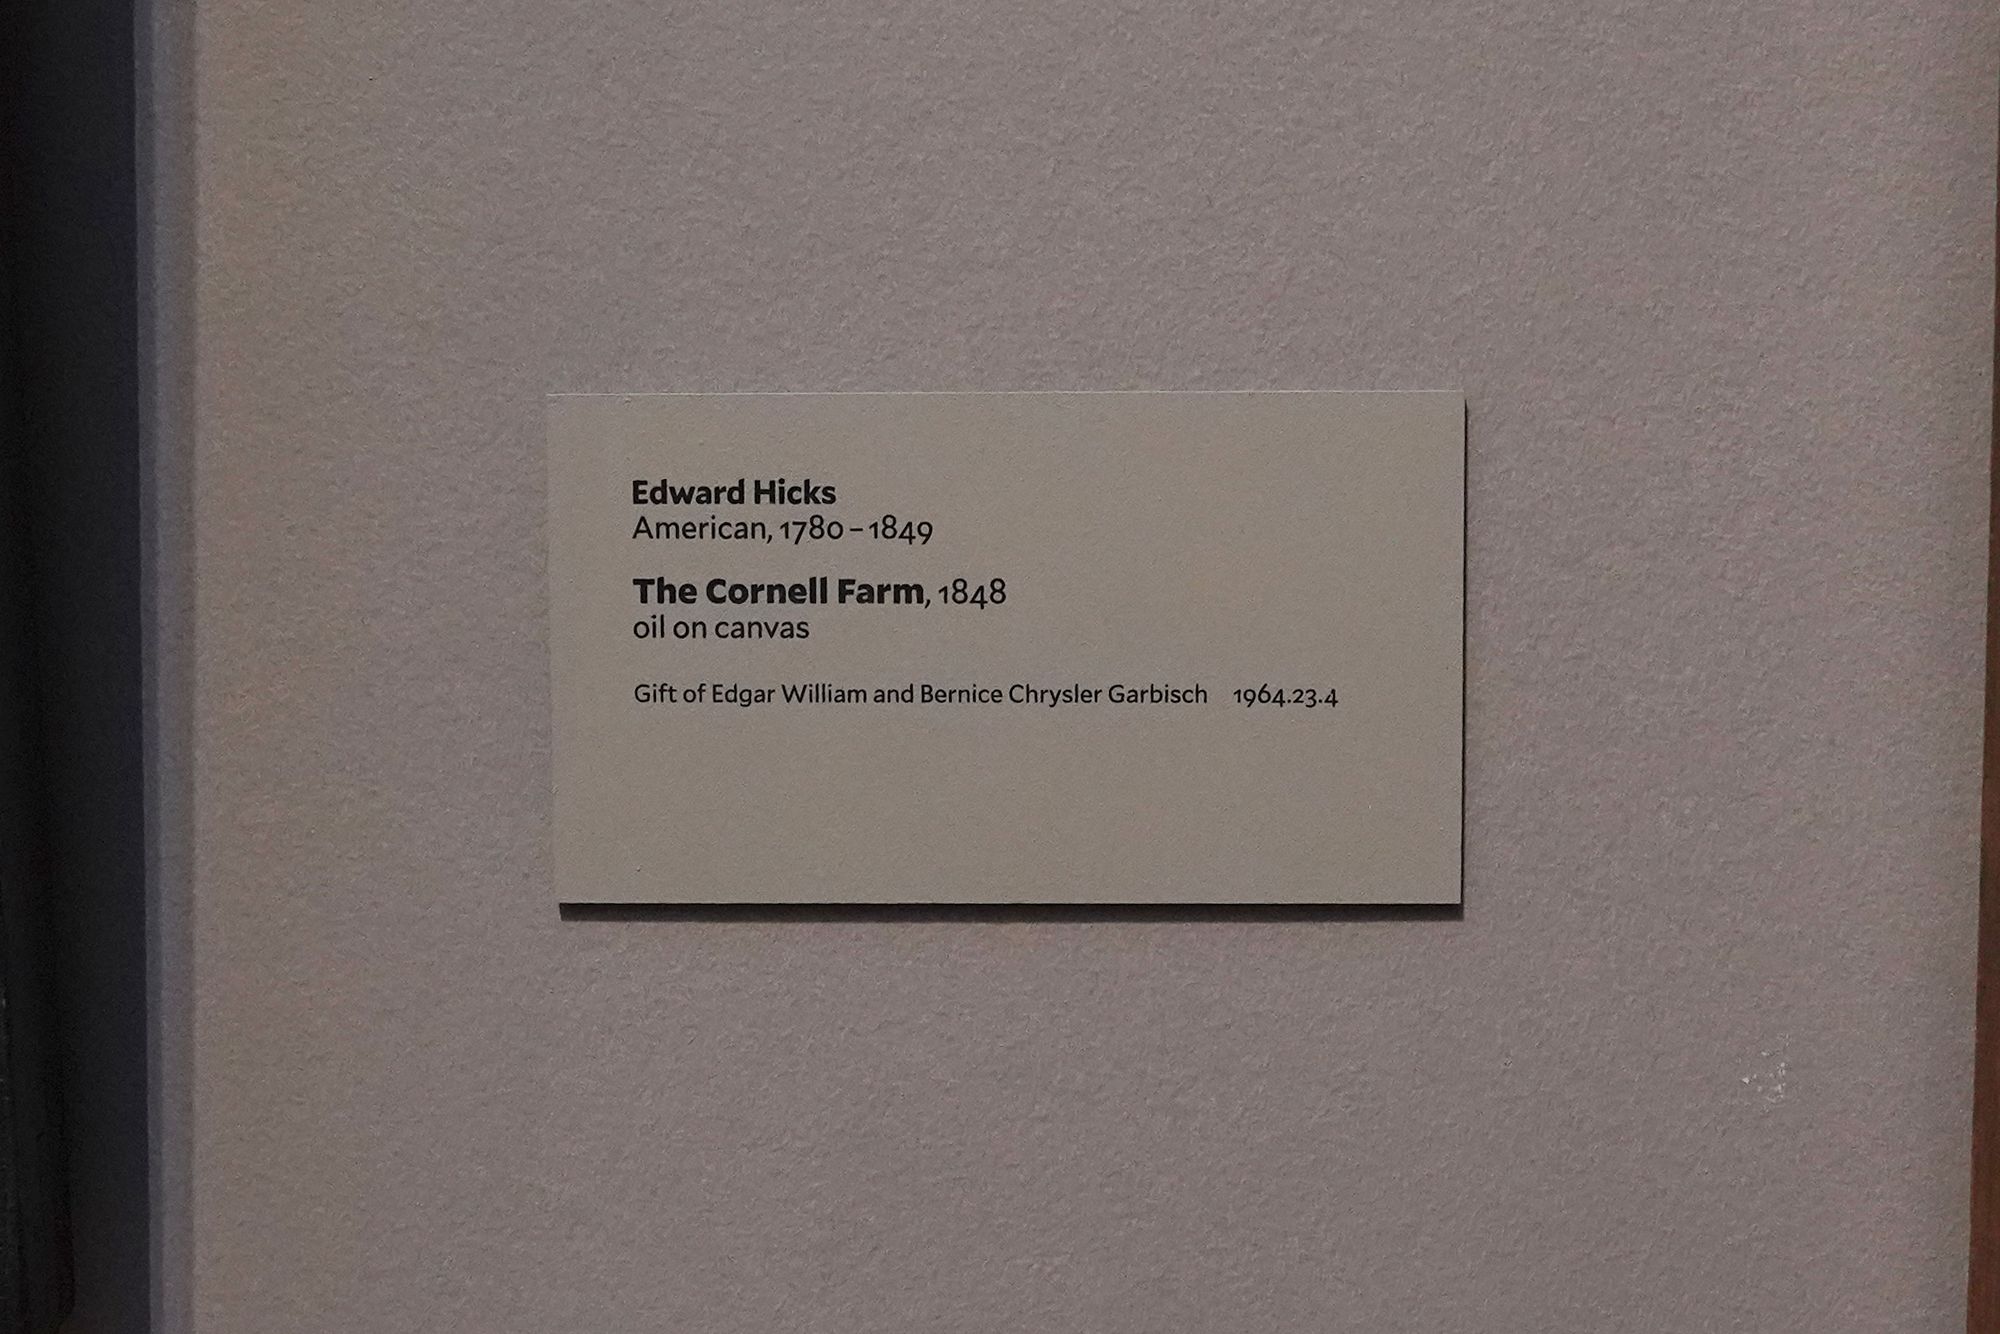 Edward Hicks
American, 1780–1849
The Cornell Farm, 1848
oil on canvas
Gift of Edgar William and Bernice Chrysler Garbisch 1964.23.4